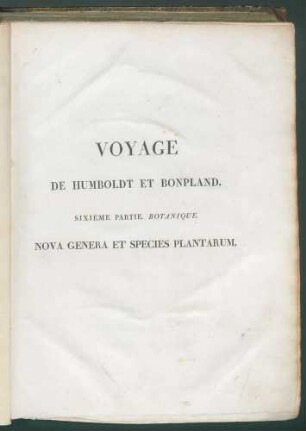 VOYAGE
DE HUMBOLDT ET BONPLAND.
SIXIÈME PARTIE. BOTANIQUE.
NOVA GENERA ET SPECIES PLANTARUM.